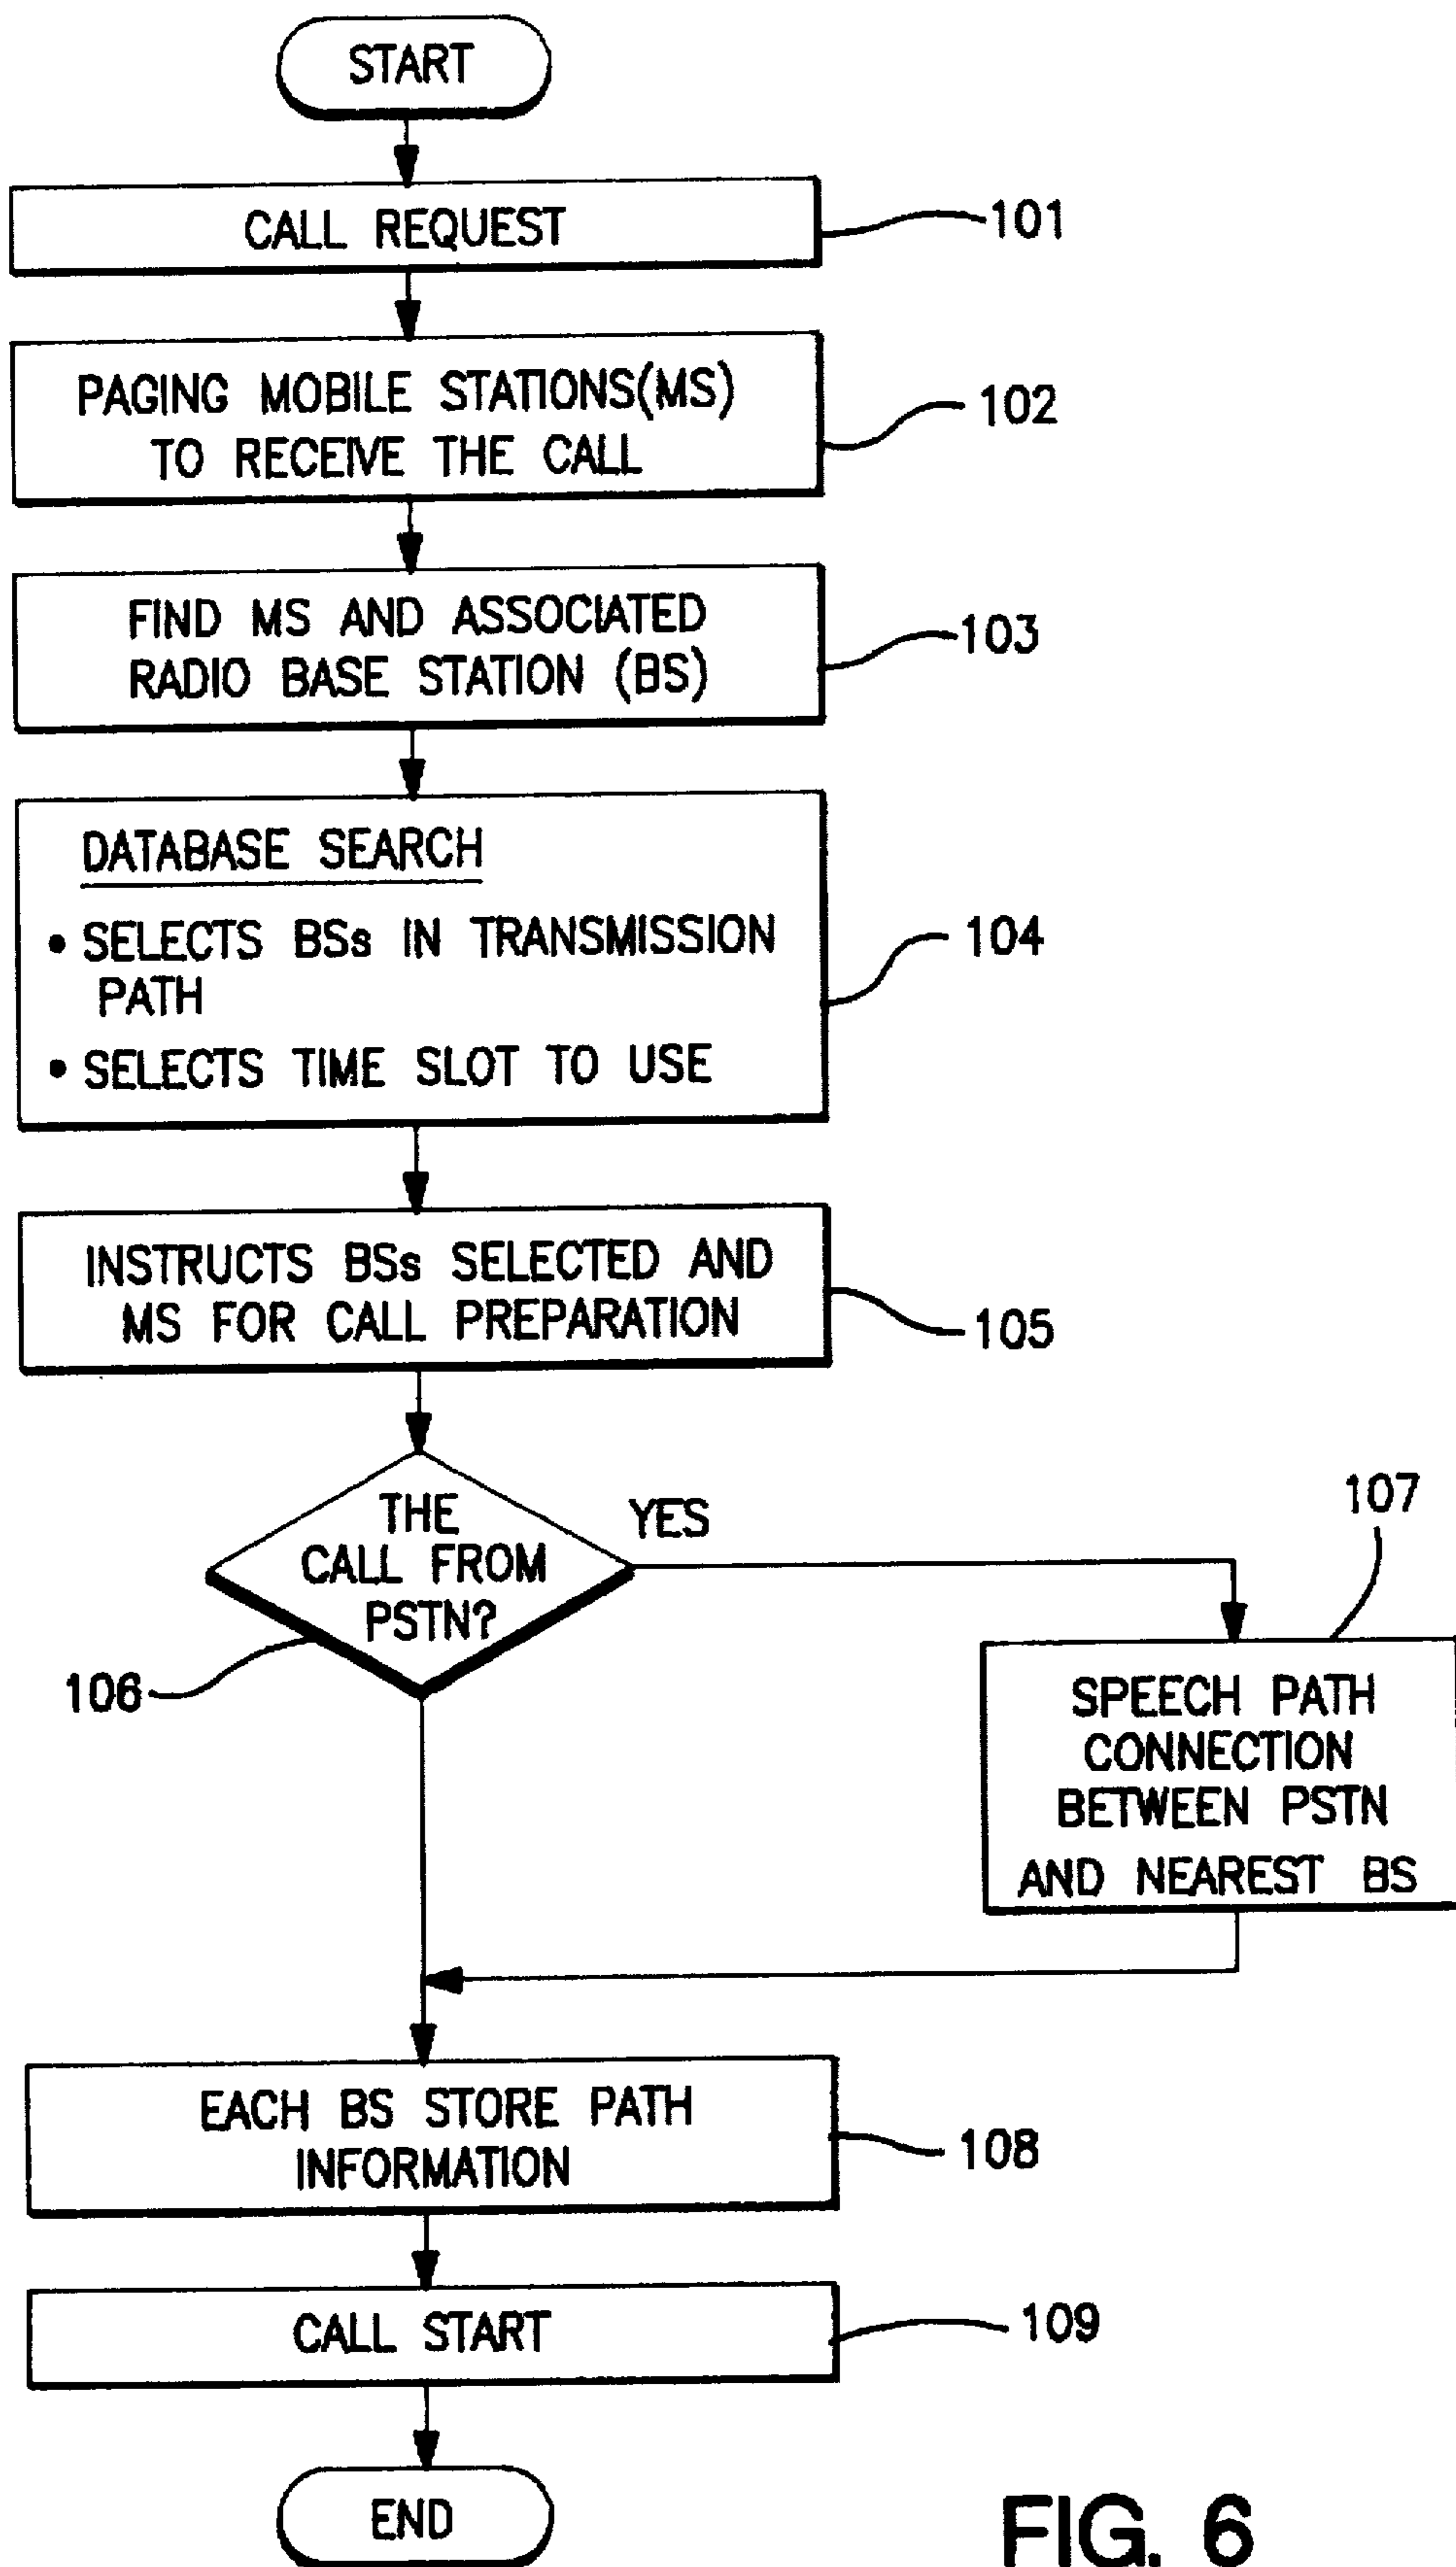 START
CALL REQUEST
101
PAGING MOBILE STATIONS(MS)
TO RECEIVE THE CALL
102
FIND MS AND ASSOCIATED
RADIO BASE STATION (BS)
103
DATABASE SEARCH
• SELECTS BSs IN TRANSMISSION
PATH
• SELECTS TIME SLOT TO USE
104
INSTRUCTS BSs SELECTED AND
MS FOR CALL PREPARATION
105
THE
CALL FROM
PSTN?
YES
106
107
SPEECH PATH
CONNECTION
BETWEEN PSTN
AND NEAREST BS
EACH BS STORE PATH
INFORMATION
108
CALL START
109
END
FIG. 6